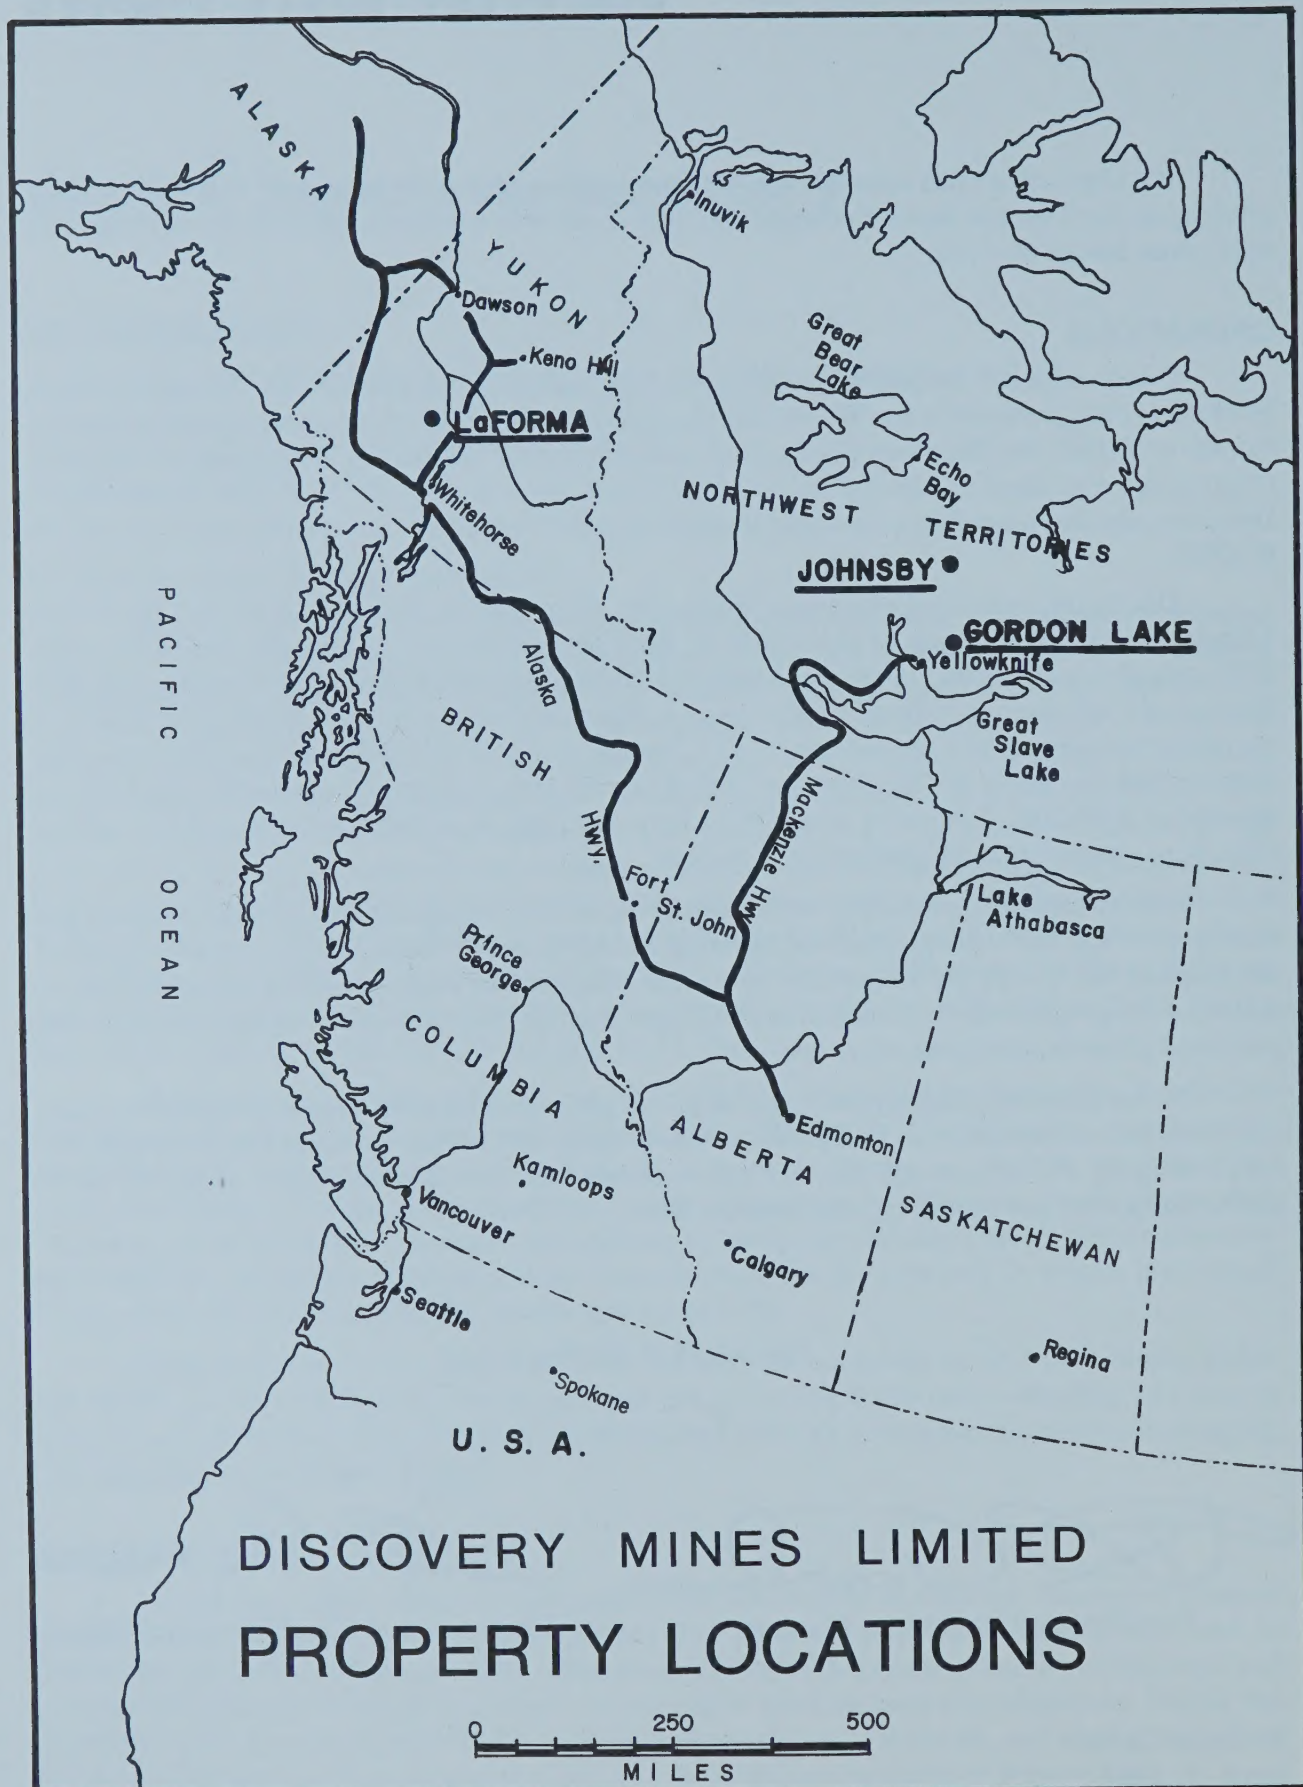 ALASKA
Inuvik
YUKON
Dawson
Keno Hill
Great
Bear
Lake
LaFORMA
Echo
Bay
Whitehorse
NORTHWEST TERRITORIES
JOHNSBY
GORDON LAKE
Yellowknife
PACIFIC OCEAN
Alaska HWY.
Great
Slave
Lake
BRITISH COLUMBIA
Mackenzie Hwy
Fort
St. John
Lake
Athabasca
Prince
George
Edmonton
ALBERTA
Kamloops
Vancouver
SASKATCHEWAN
Calgary
Seattle
Regina
Spokane
U. S. A.
DISCOVERY MINES LIMITED
PROPERTY LOCATIONS
0 250 500
MILES